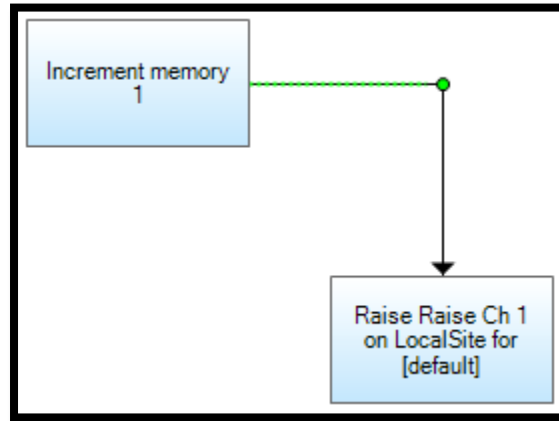 Increment memory
1
Raise Raise Ch 1
on LocalSite for
[default]